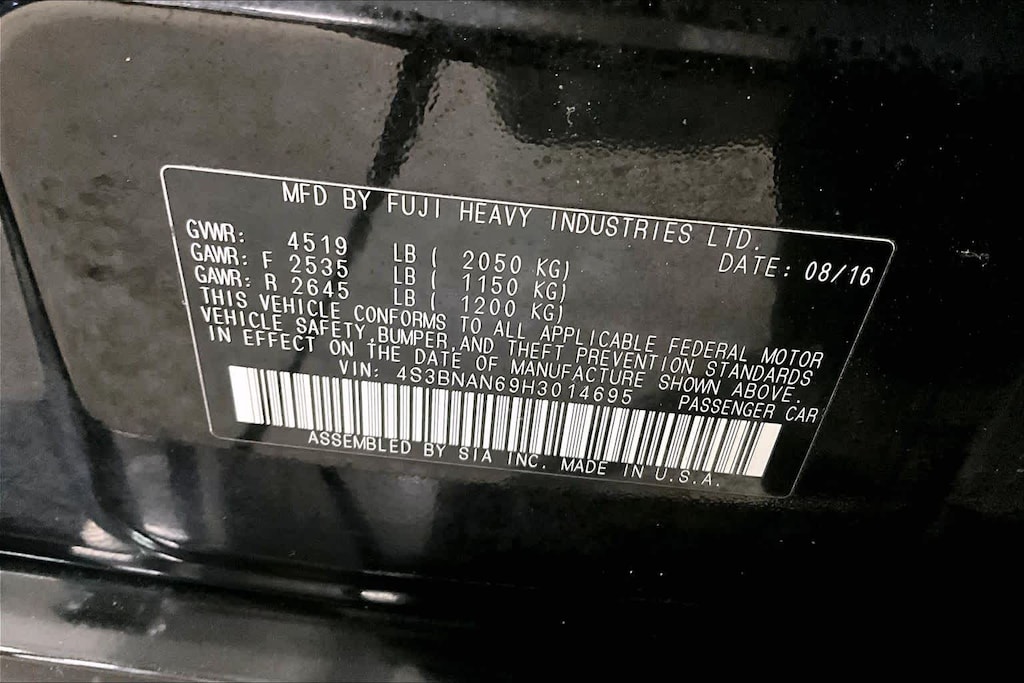 MFD BY FUJI HEAVY INDUSTRIES LTD.
DATE: 08/16
GVWR: 4519 LB ( 2050 KG)
GAWR: F 2535 LB ( 1150 KG)
GAWR: R 2645 LB ( 1200 KG)
THIS VEHICLE CONFORMS TO ALL APPLICABLE FEDERAL MOTOR
VEHICLE SAFETY,BUMPER,AND THEFT PREVENTION STANDARDS
IN EFFECT ON THE DATE OF MANUFACTURE SHOWN ABOVE.
VIN: 4S3BNAN69H3014695 PASSENGER CAR
ASSEMBLED BY SIA INC. MADE IN U.S.A.